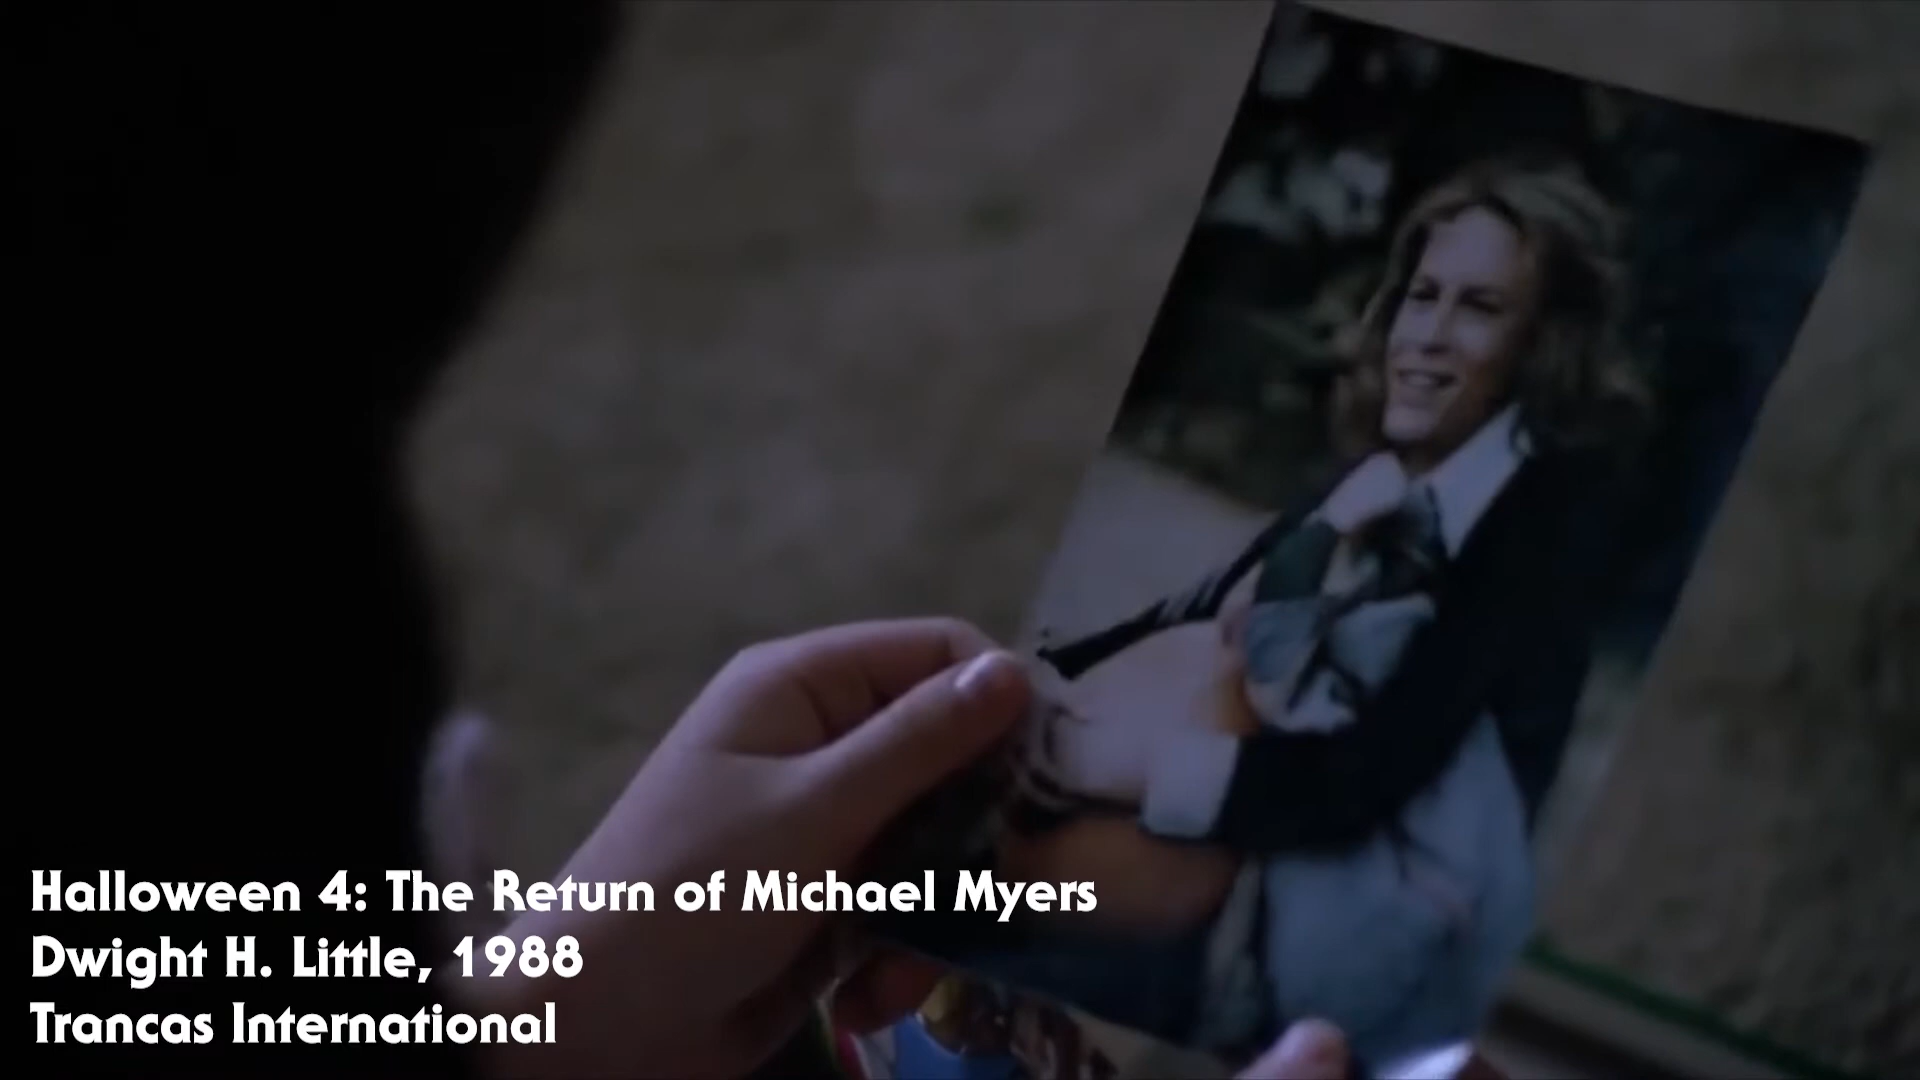 Halloween 4: The Return of Michael Myers
Dwight H. Little, 1988
Trancas International